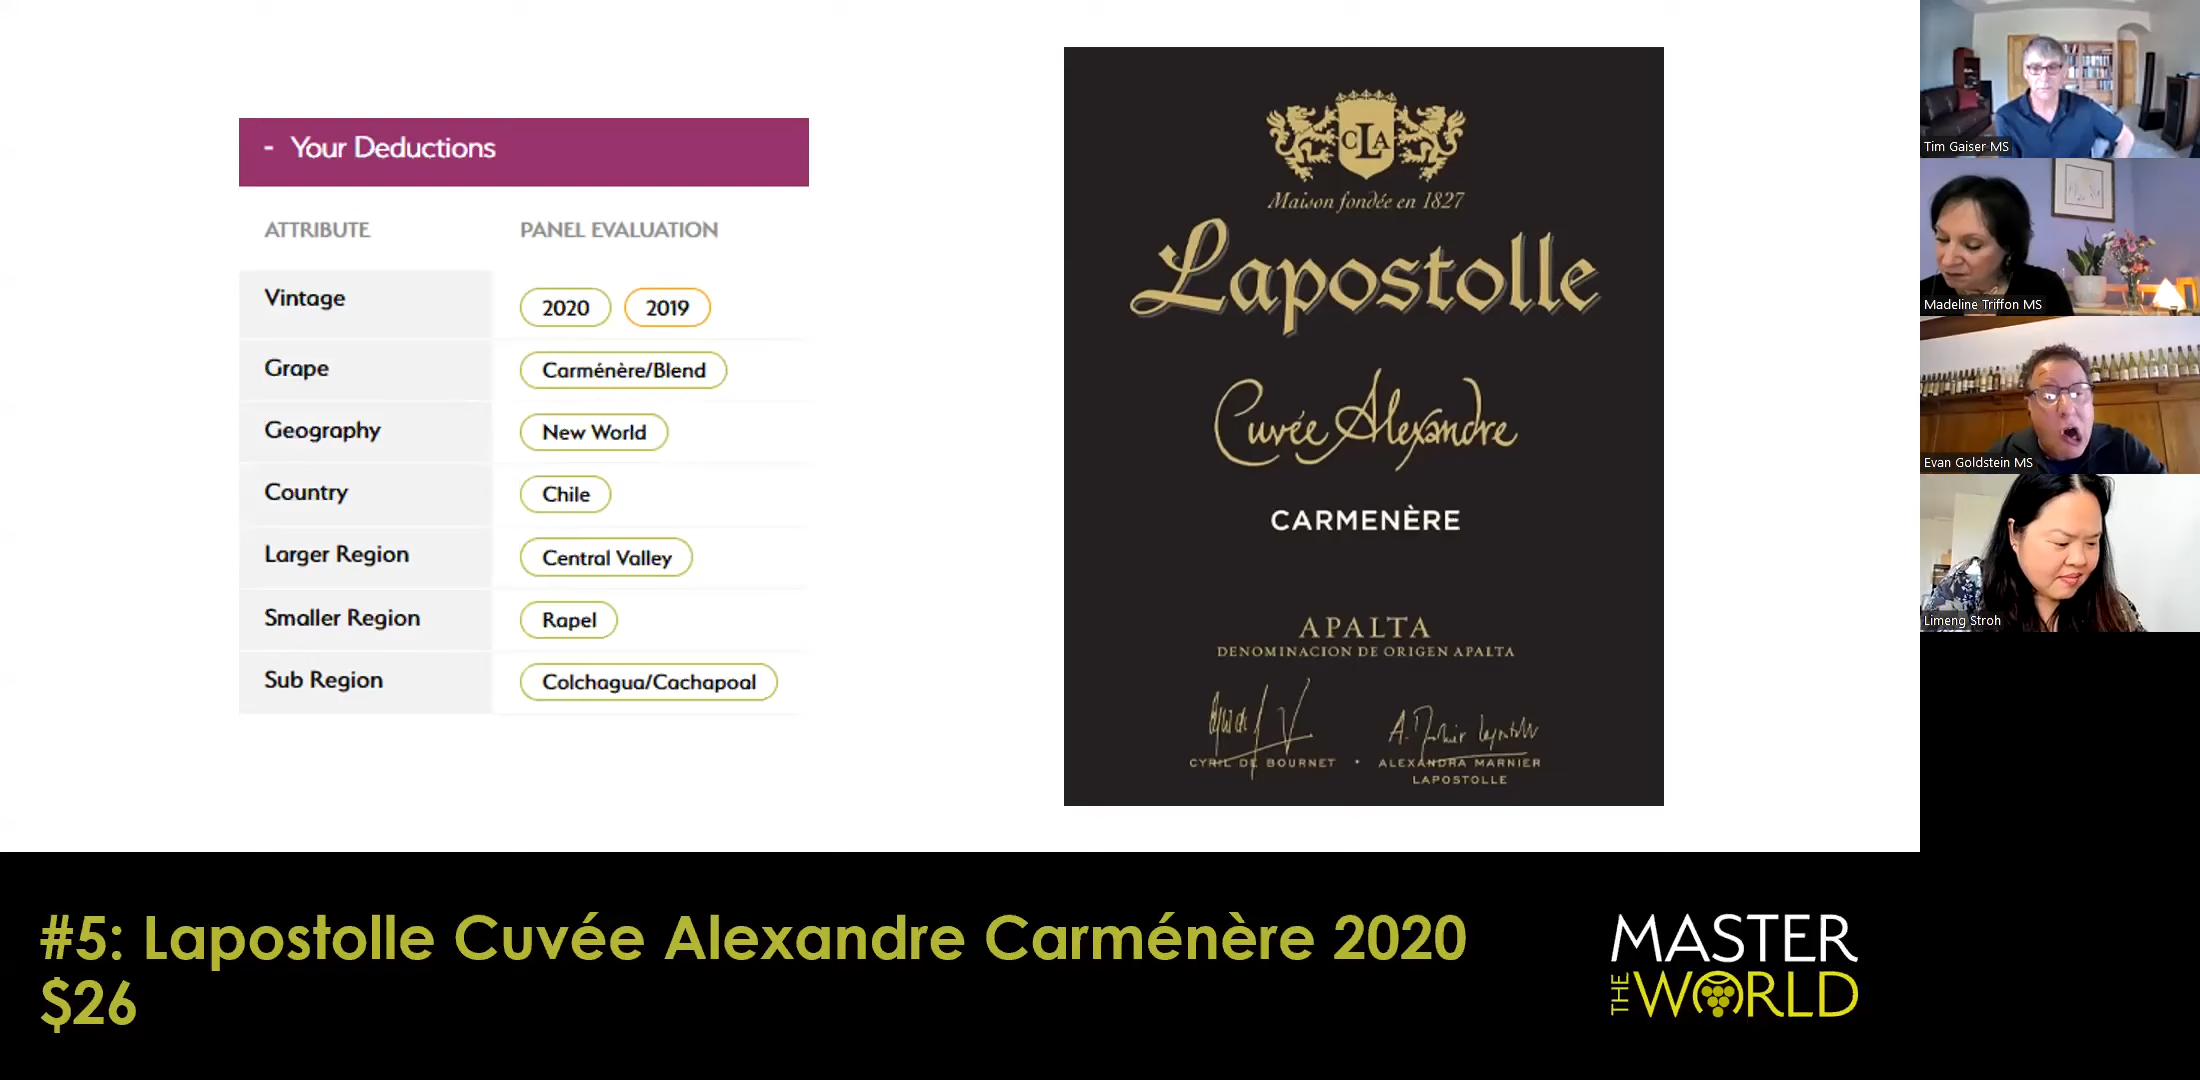 - Your Deductions
ATTRIBUTE PANEL EVALUATION
Vintage 2020 2019
Grape Carménère/Blend
Geography New World
Country Chile
Larger Region Central Valley
Smaller Region Rapel
Sub Region Colchagua/Cachapoal
CLA
Maison fondée en 1827
Lapostolle
Cuvée Alexandre
CARMENÈRE
APALTA
DENOMINACION DE ORIGEN APALTA
CYRIL DE BOURNET • ALEXANDRA MARNIER
LAPOSTOLLE
Tim Gaiser MS
Madeline Triffon MS
Evan Goldstein MS
Limeng Stroh
#5: Lapostolle Cuvée Alexandre Carménère 2020
$26
MASTER
THE WORLD